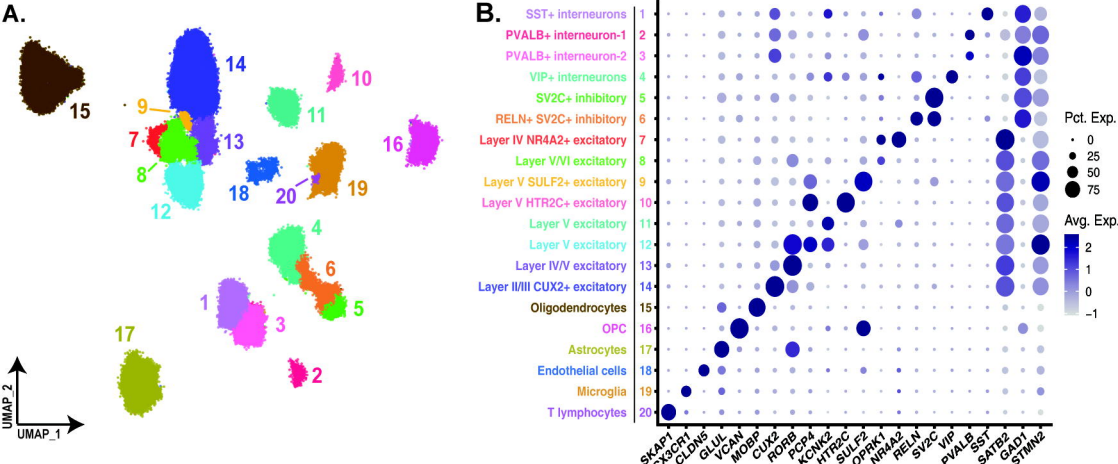 A.
15
14
9
7
8
13
12
11
10
16
18
20
19
4
6
5
1
3
2
17
UMAP_2
UMAP_1
B.
SST+ interneurons 1
PVALB+ interneuron-1 2
PVALB+ interneuron-2 3
VIP+ interneurons 4
SV2C+ inhibitory 5
RELN+ SV2C+ inhibitory 6
Layer IV NR4A2+ excitatory 7
Layer V/VI excitatory 8
Layer V SULF2+ excitatory 9
Layer V HTR2C+ excitatory 10
Layer V excitatory 11
Layer V excitatory 12
Layer IV/V excitatory 13
Layer II/III CUX2+ excitatory 14
Oligodendrocytes 15
OPC 16
Astrocytes 17
Endothelial cells 18
Microglia 19
T lymphocytes 20
SKAP1
CX3CR1
CLDN5
GLUL
VCAN
MOBP
CUX2
RORB
PCP4
KCNK2
HTR2C
SULF2
OPRK1
NR4A2
RELN
SV2C
VIP
PVALB
SST
SATB2
GAD1
STMN2
Pct. Exp.
0
25
50
75
Avg. Exp.
2
1
0
−1